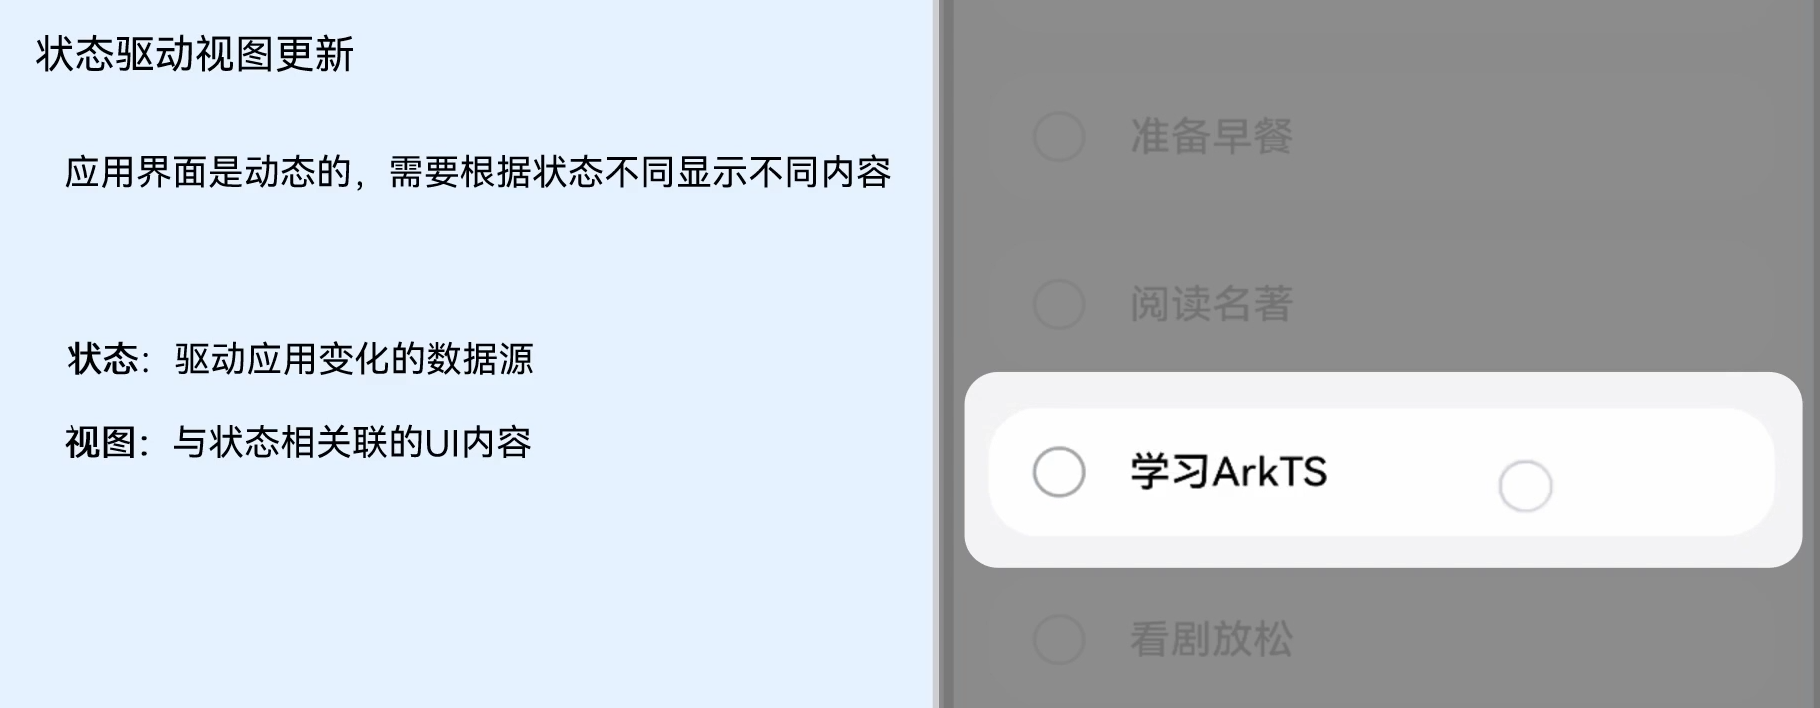 状态驱动视图更新
应用界面是动态的，需要根据状态不同显示不同内容
状态：驱动应用变化的数据源
视图：与状态相关联的UI内容
准备早餐
阅读名著
学习ArkTS
看剧放松